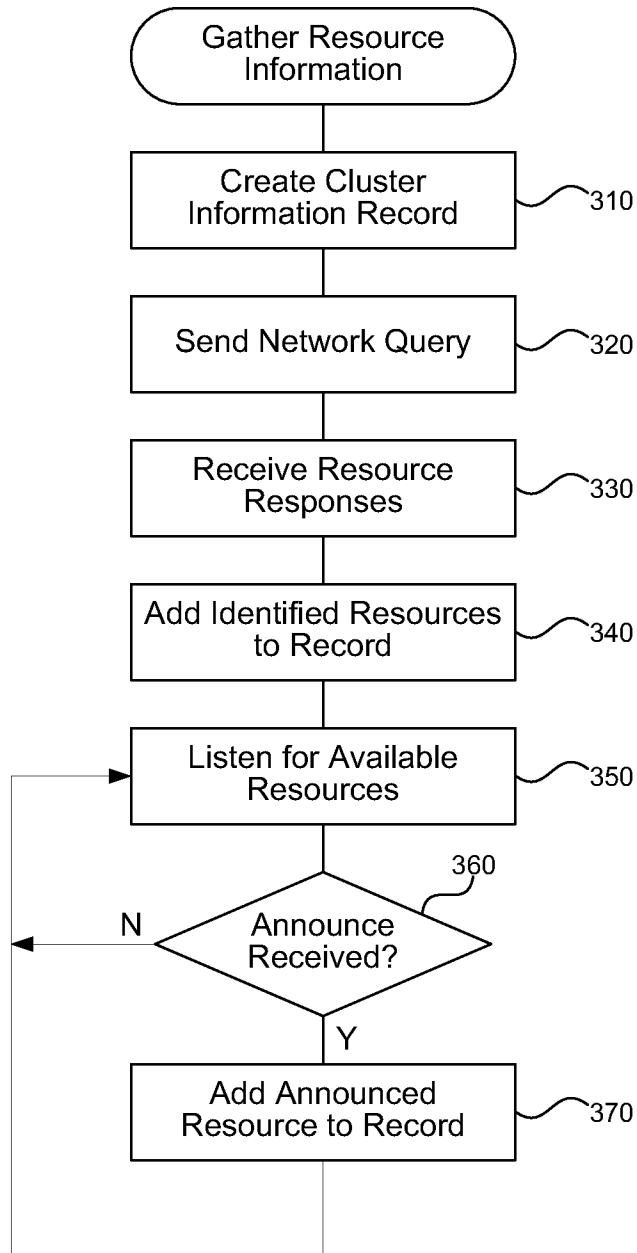 Gather Resource
Information
Create Cluster
Information Record
310
Send Network Query
320
Receive Resource
Responses
330
Add Identified Resources
to Record
340
Listen for Available
Resources
350
360
Announce
Received?
N
Y
Add Announced
Resource to Record
370